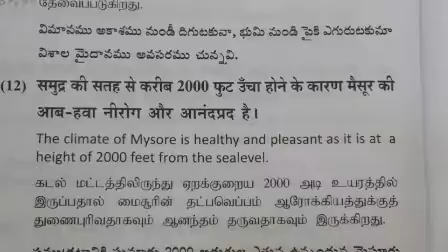 தேவைப்படுகிறது.
విమానము ఆకాశము నుండి దిగుటకునా, భుమి నుండి పైకి ఎగురుటకునా
విశాల మైదానము అవసరము చున్నవి.
(12) समुद्र की सतह से करीब 2000 फुट उँचा होने के कारण मैसूर की
आब-हवा नीरोग और आनंदप्रद है।
The climate of Mysore is healthy and pleasant as it is at a
height of 2000 feet from the sealevel.
கடல் மட்டத்திலிருந்து ஏறக்குறைய 2000 அடி உயரத்தில்
இருப்பதால் மைசூரின் தட்பவெப்பம் ஆரோக்கியத்துக்குத்
துணைபுரிவதாகவும் ஆனந்தம் தருவதாகவும் இருக்கிறது.
2000